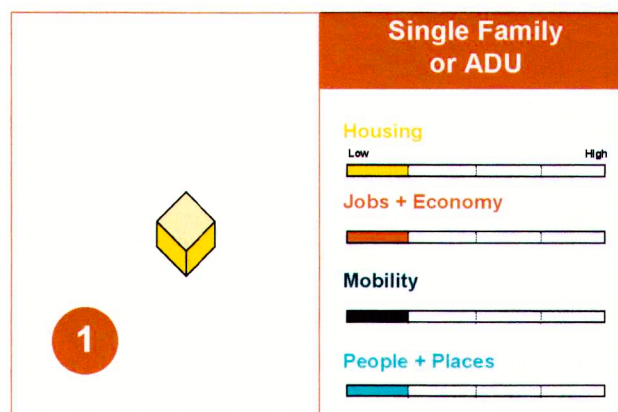 Single Family
or ADU
Housing
Low High
Jobs + Economy
Mobility
People + Places
1